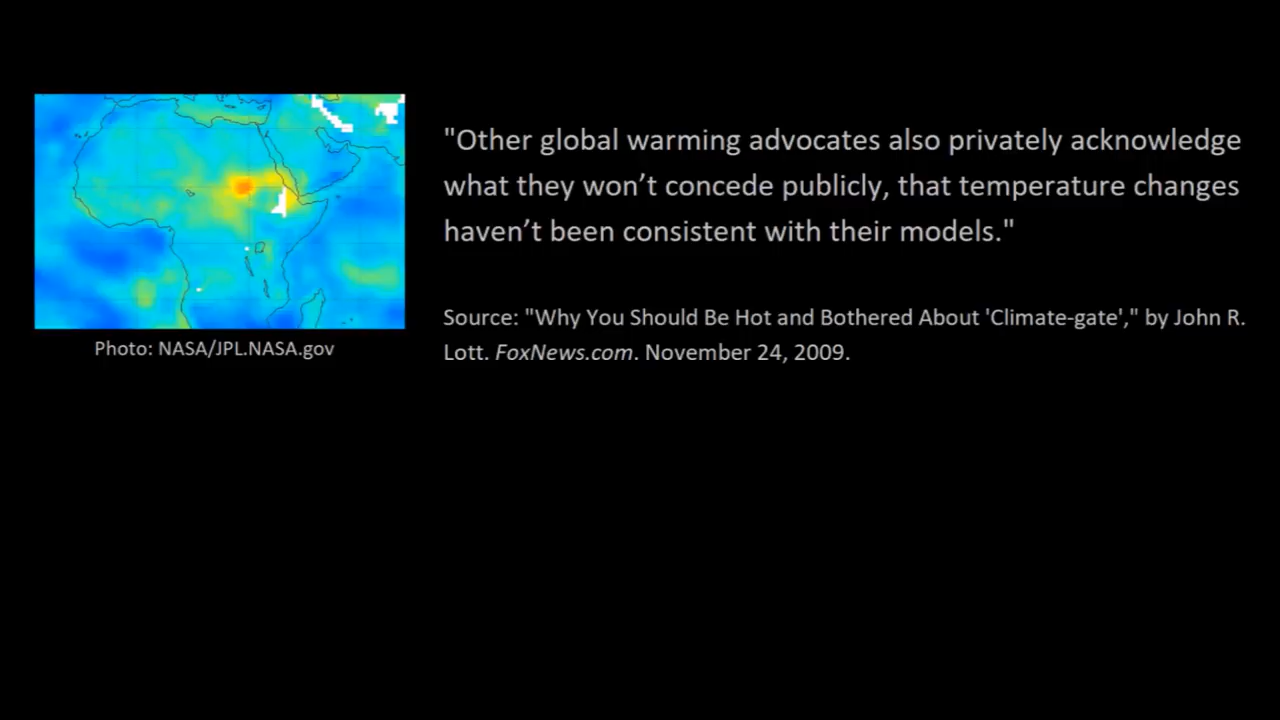 "Other global warming advocates also privately acknowledge
what they won’t concede publicly, that temperature changes
haven’t been consistent with their models."
Source: "Why You Should Be Hot and Bothered About 'Climate-gate'," by John R.
Lott. FoxNews.com. November 24, 2009.
Photo: NASA/JPL.NASA.gov